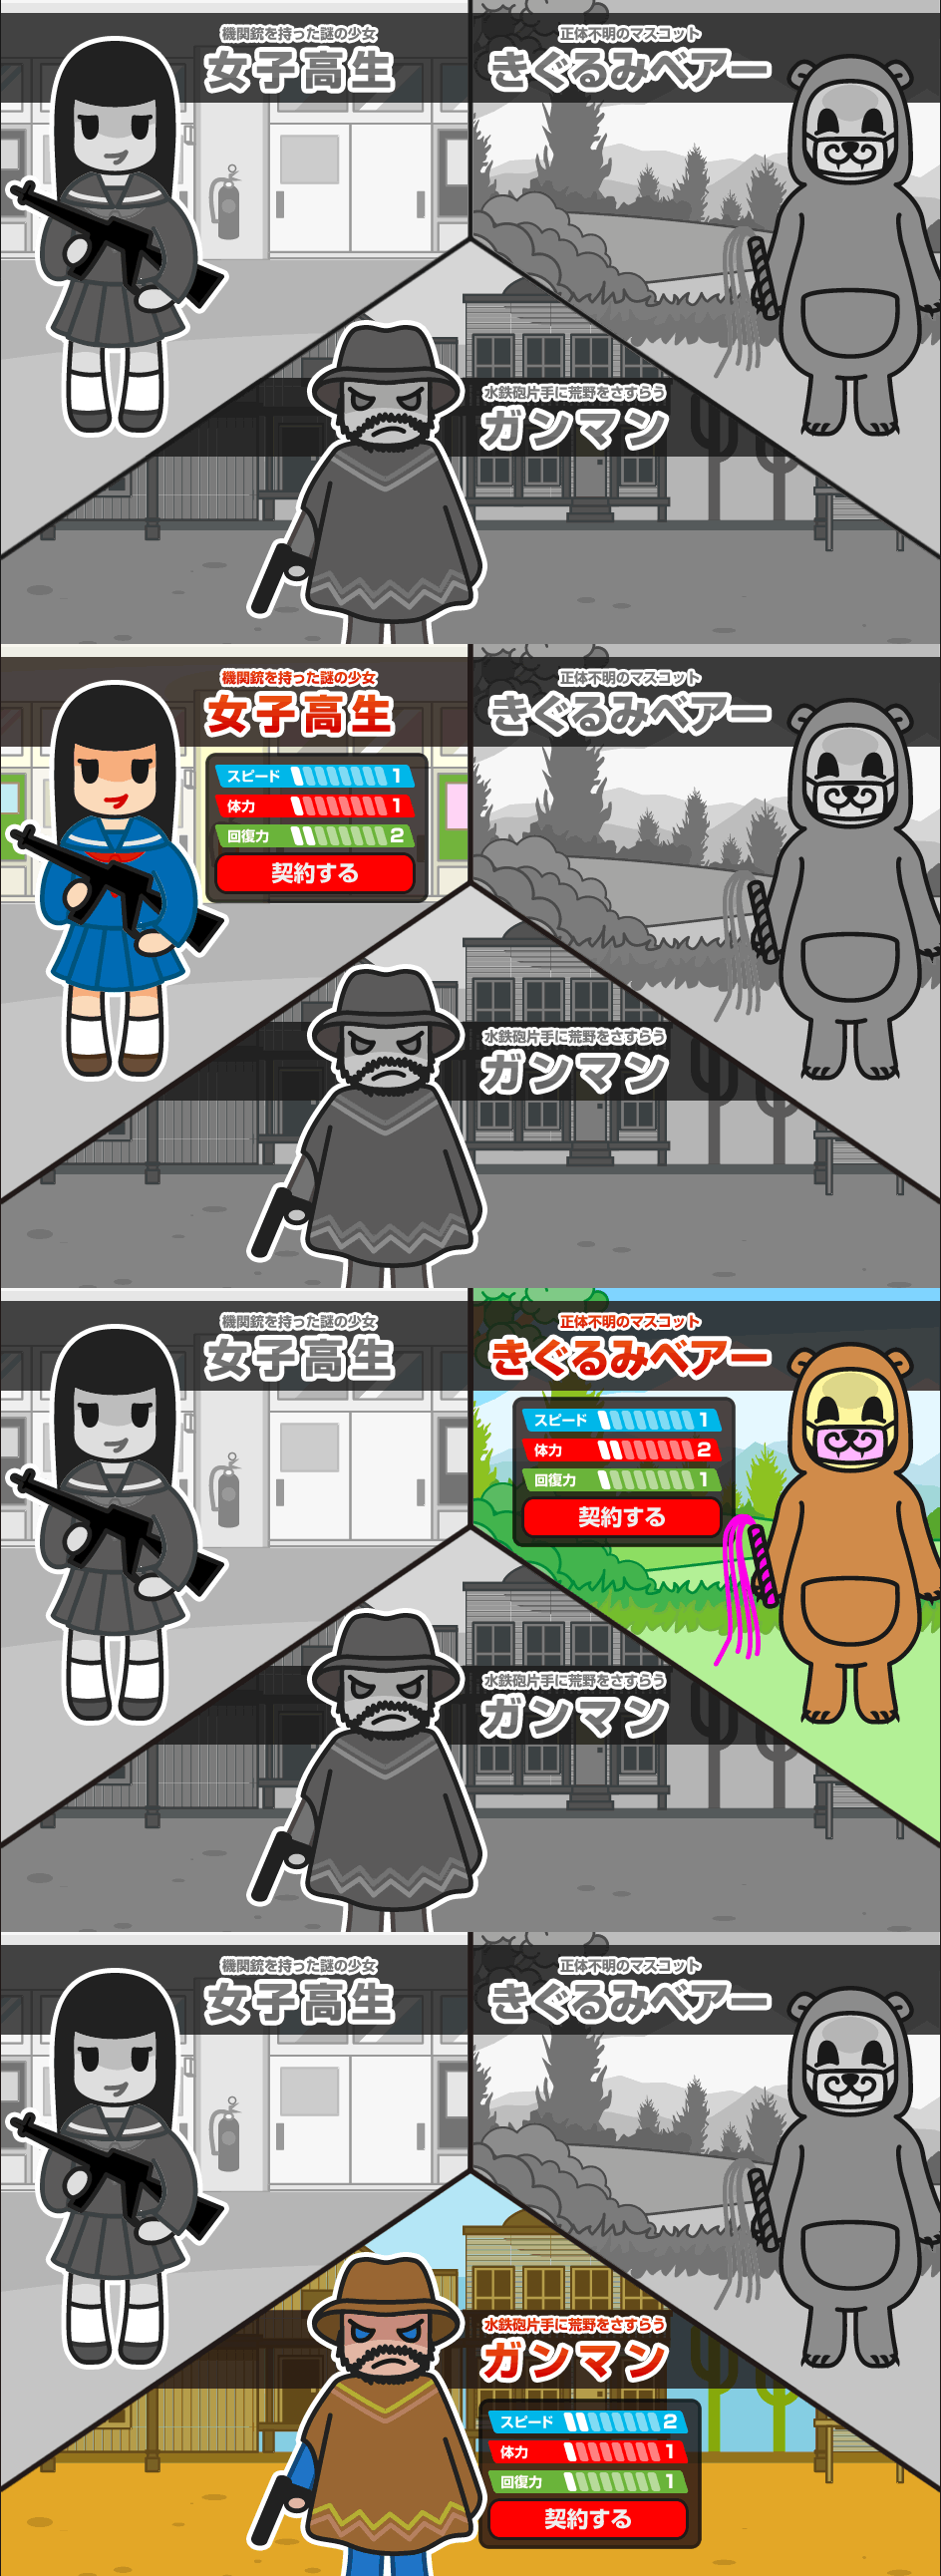 機関銃を持った謎の少女
女子高生
正体不明のマスコット
きぐるみベアー
水鉄砲片手に荒野をさすらう
ガンマン
機関銃を持った謎の少女
女子高生
スピード 1
体力 1
回復力 2
契約する
正体不明のマスコット
きぐるみベアー
水鉄砲片手に荒野をさすらう
ガンマン
機関銃を持った謎の少女
女子高生
正体不明のマスコット
きぐるみベアー
スピード 1
体力 2
回復力 1
契約する
水鉄砲片手に荒野をさすらう
ガンマン
機関銃を持った謎の少女
女子高生
正体不明のマスコット
きぐるみベアー
水鉄砲片手に荒野をさすらう
ガンマン
スピード 2
体力 1
回復力 1
契約する